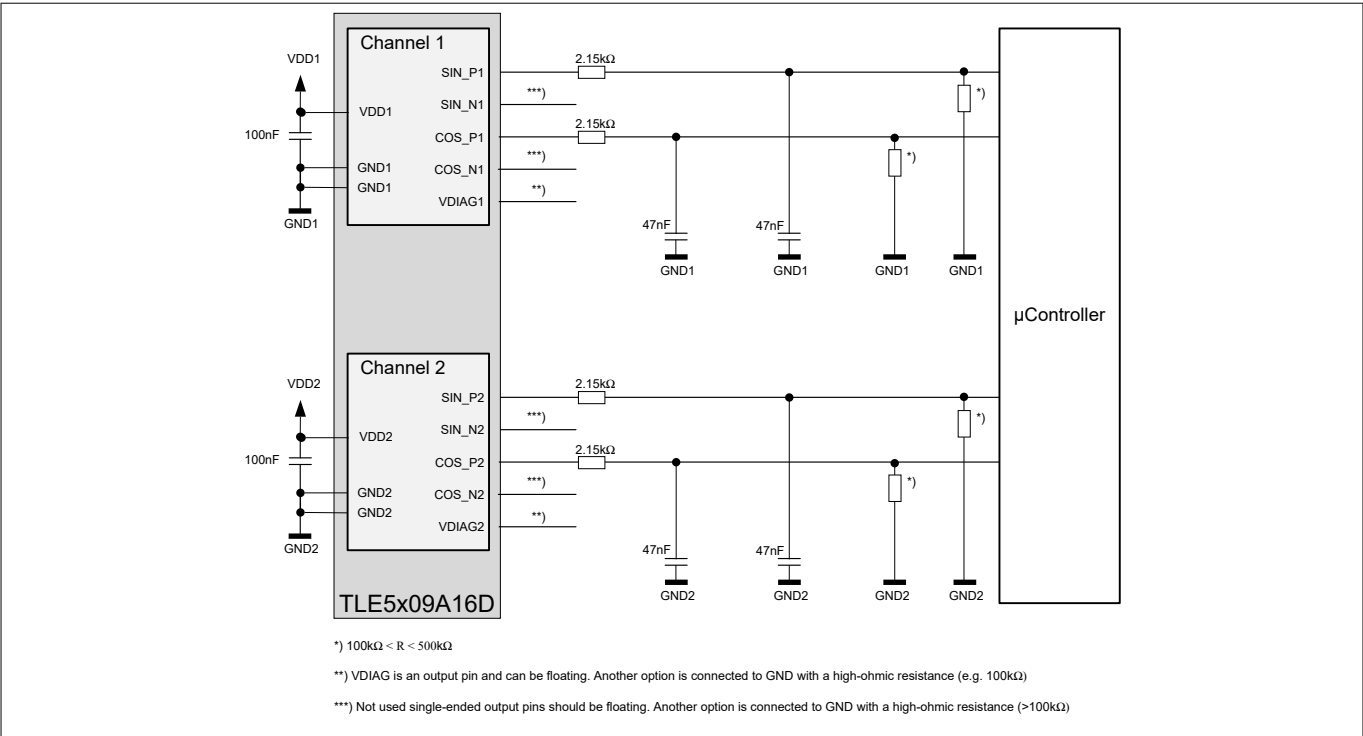 Channel 1
VDD1
SIN_P1
2.15kΩ
***)
SIN_N1
*)
VDD1
100nF
2.15kΩ
COS_P1
***)
*)
GND1
COS_N1
GND1
**)
VDIAG1
GND1
47nF
47nF
GND1
GND1
GND1
GND1
µController
Channel 2
VDD2
SIN_P2
2.15kΩ
***)
SIN_N2
*)
VDD2
100nF
2.15kΩ
COS_P2
***)
*)
GND2
COS_N2
GND2
**)
VDIAG2
GND2
47nF
47nF
GND2
GND2
GND2
GND2
TLE5x09A16D
*) 100kΩ < R < 500kΩ
**) VDIAG is an output pin and can be floating. Another option is connected to GND with a high-ohmic resistance (e.g. 100kΩ)
***) Not used single-ended output pins should be floating. Another option is connected to GND with a high-ohmic resistance (>100kΩ)